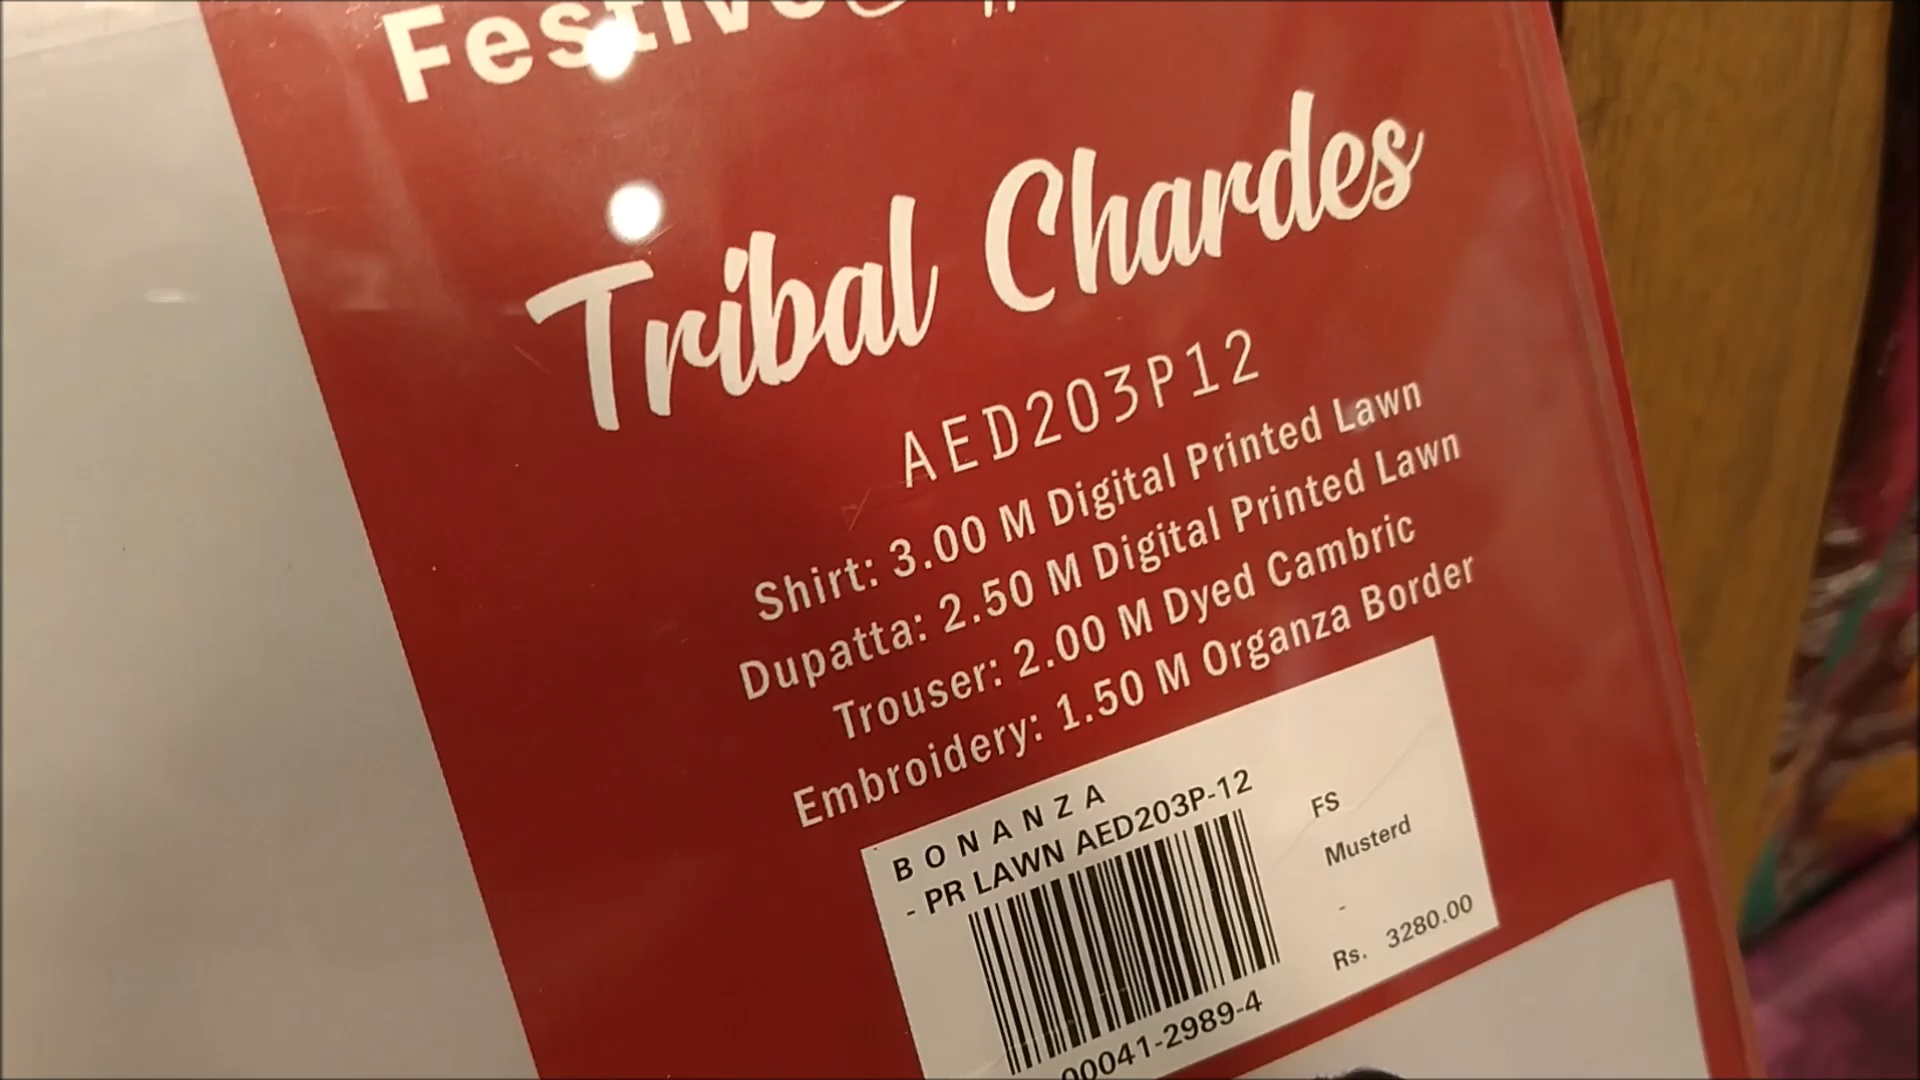 Festive
Tribal Chardes
AED203P12
Shirt: 3.00 M Digital Printed Lawn
Dupatta: 2.50 M Digital Printed Lawn
Trouser: 2.00 M Dyed Cambric
Embroidery: 1.50 M Organza Border
BONANZA
- PR LAWN AED203P-12
FS
Musterd
-
Rs. 3280.00
00041-2989-4